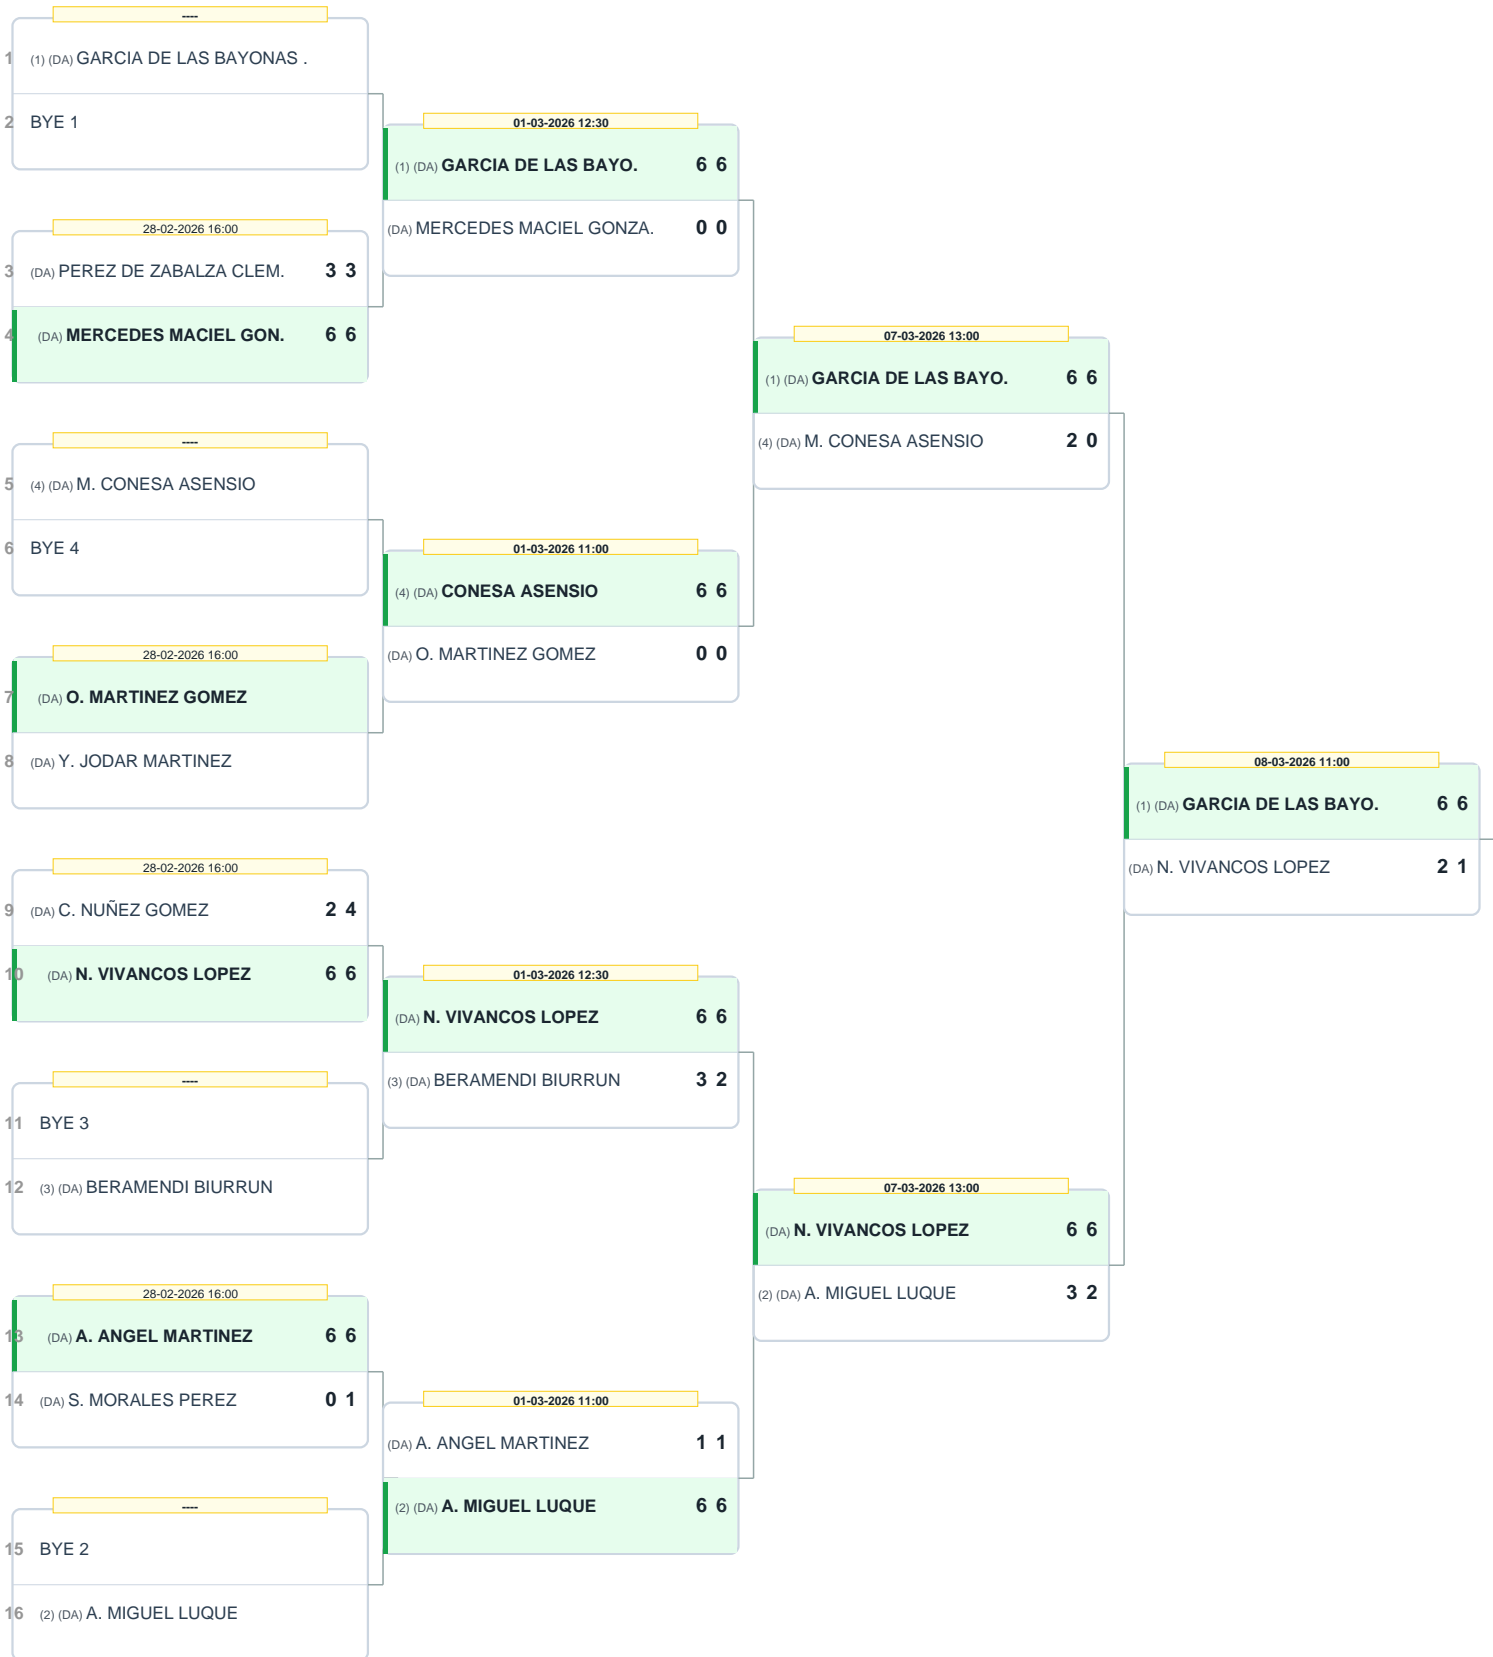 ----
1 (1) (DA) GARCIA DE LAS BAYONAS .
2 BYE 1
28-02-2026 16:00
3 (DA) PEREZ DE ZABALZA CLEM. 3 3
4 (DA) MERCEDES MACIEL GON. 6 6
----
5 (4) (DA) M. CONESA ASENSIO
6 BYE 4
28-02-2026 16:00
7 (DA) O. MARTINEZ GOMEZ
8 (DA) Y. JODAR MARTINEZ
28-02-2026 16:00
9 (DA) C. NUÑEZ GOMEZ 2 4
10 (DA) N. VIVANCOS LOPEZ 6 6
----
11 BYE 3
12 (3) (DA) BERAMENDI BIURRUN
28-02-2026 16:00
13 (DA) A. ANGEL MARTINEZ 6 6
14 (DA) S. MORALES PEREZ 0 1
----
15 BYE 2
16 (2) (DA) A. MIGUEL LUQUE
01-03-2026 12:30
(1) (DA) GARCIA DE LAS BAYO. 6 6
(DA) MERCEDES MACIEL GONZA. 0 0
01-03-2026 11:00
(4) (DA) CONESA ASENSIO 6 6
(DA) O. MARTINEZ GOMEZ 0 0
01-03-2026 12:30
(DA) N. VIVANCOS LOPEZ 6 6
(3) (DA) BERAMENDI BIURRUN 3 2
01-03-2026 11:00
(DA) A. ANGEL MARTINEZ 1 1
(2) (DA) A. MIGUEL LUQUE 6 6
07-03-2026 13:00
(1) (DA) GARCIA DE LAS BAYO. 6 6
(4) (DA) M. CONESA ASENSIO 2 0
07-03-2026 13:00
(DA) N. VIVANCOS LOPEZ 6 6
(2) (DA) A. MIGUEL LUQUE 3 2
08-03-2026 11:00
(1) (DA) GARCIA DE LAS BAYO. 6 6
(DA) N. VIVANCOS LOPEZ 2 1